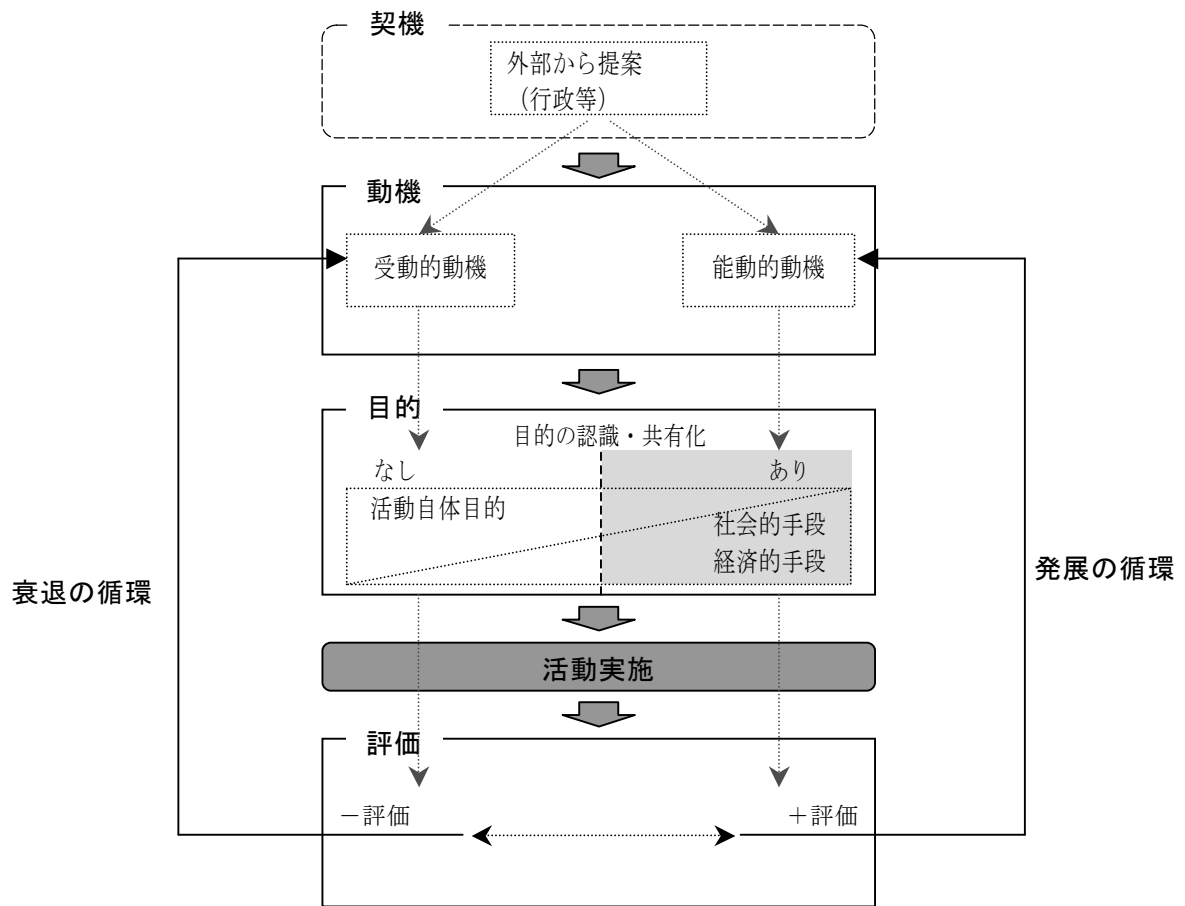 契機
外部から提案
（行政等）
動機
受動的動機
能動的動機
目的
目的の認識・共有化
なし
あり
活動自体目的
社会的手段
経済的手段
衰退の循環
発展の循環
活動実施
評価
－評価
＋評価